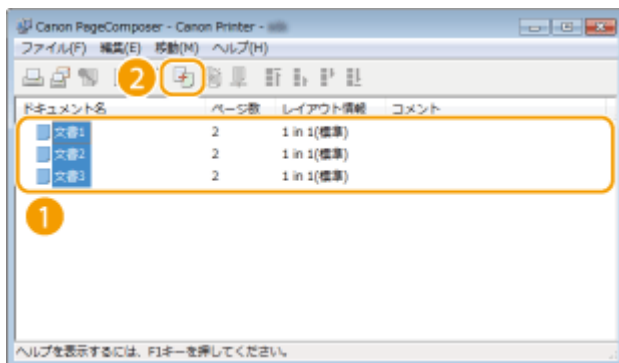 Canon PageComposer - Canon Printer -
ファイル(F) 編集(E) 移動(M) ヘルプ(H)
2
ドキュメント名 ページ数 レイアウト情報 コメント
文書1 2 1 in 1(標準)
文書2 2 1 in 1(標準)
文書3 2 1 in 1(標準)
1
ヘルプを表示するには、F1キーを押してください。